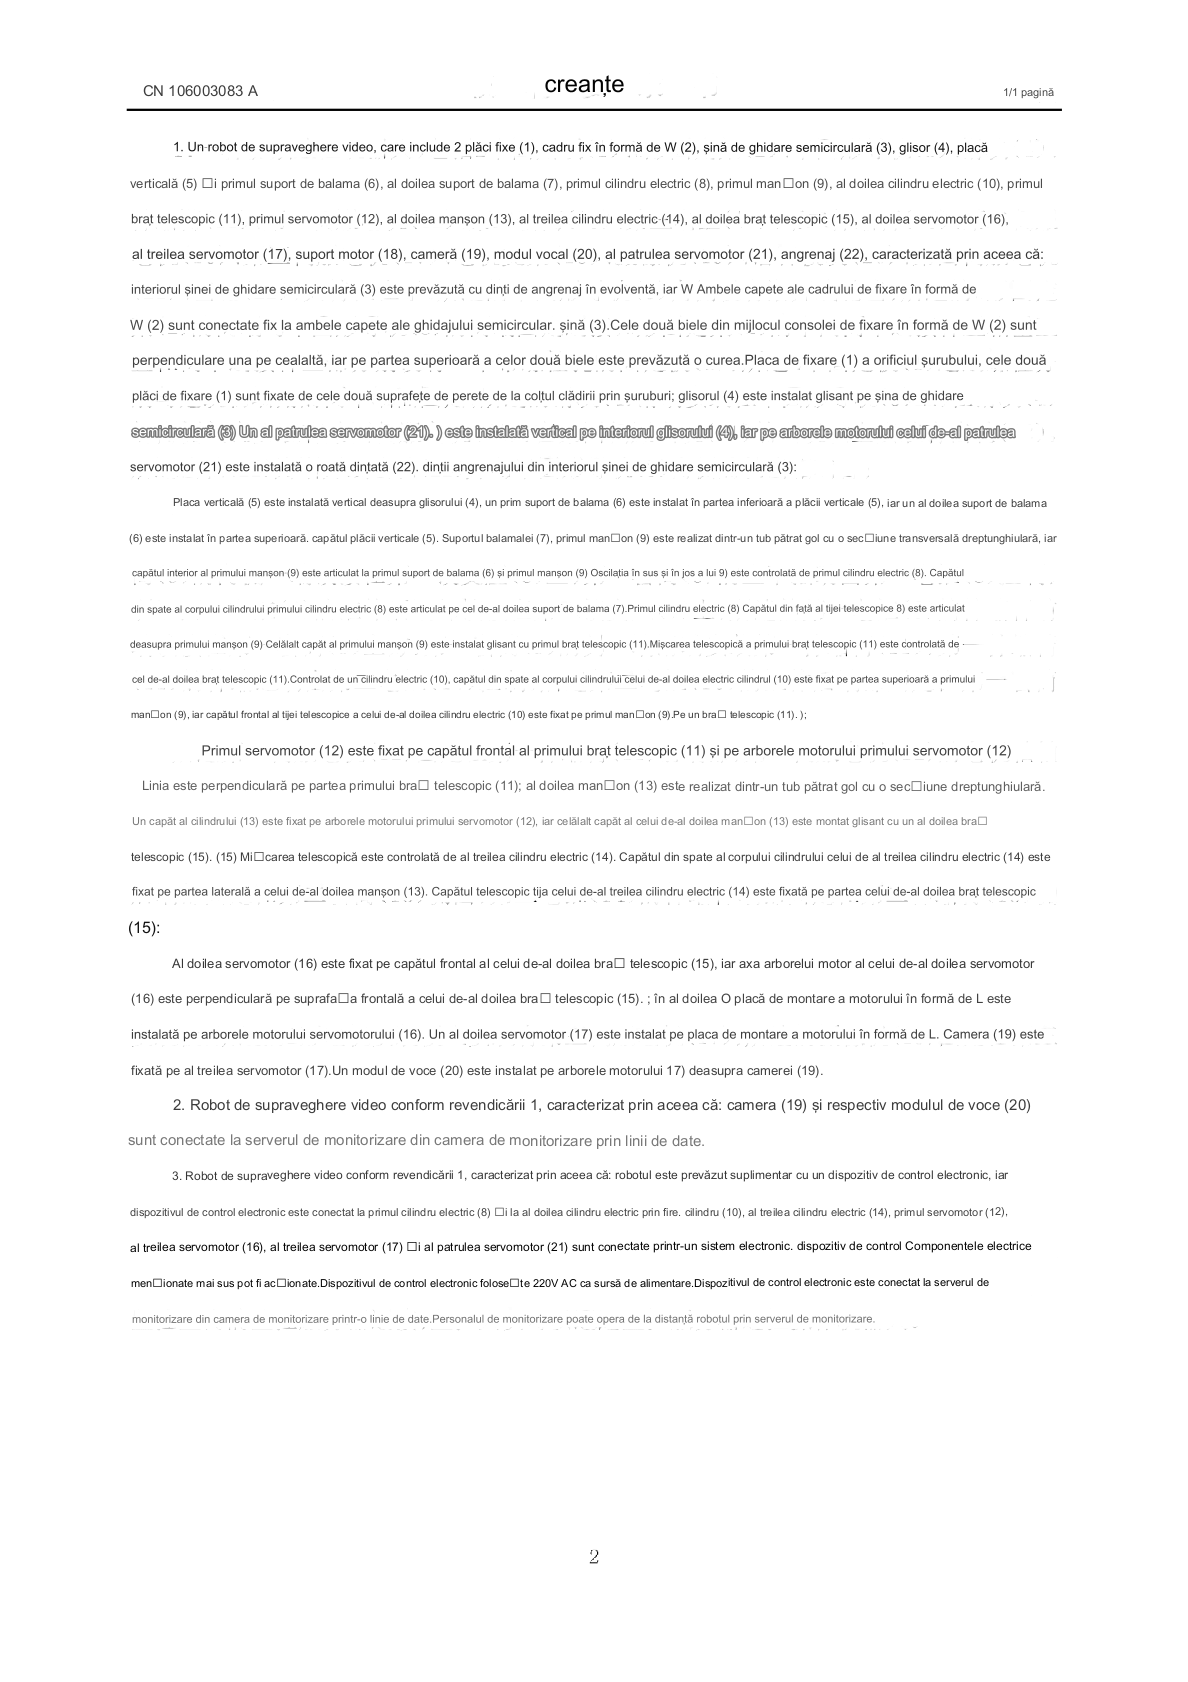 CN 106003083 A
creanțe
1/1 pagină
1. Un robot de supraveghere video, care include 2 plăci fixe (1), cadru fix în formă de W (2), șină de ghidare semicirculară (3), glisor (4), placă
verticală (5) □i primul suport de balama (6), al doilea suport de balama (7), primul cilindru electric (8), primul man□on (9), al doilea cilindru electric (10), primul
braț telescopic (11), primul servomotor (12), al doilea manșon (13), al treilea cilindru electric (14), al doilea braț telescopic (15), al doilea servomotor (16),
al treilea servomotor (17), suport motor (18), cameră (19), modul vocal (20), al patrulea servomotor (21), angrenaj (22), caracterizată prin aceea că:
interiorul șinei de ghidare semicirculară (3) este prevăzută cu dinți de angrenaj în evolventă, iar W Ambele capete ale cadrului de fixare în formă de
W (2) sunt conectate fix la ambele capete ale ghidajului semicircular. șină (3).Cele două biele din mijlocul consolei de fixare în formă de W (2) sunt
perpendiculare una pe cealaltă, iar pe partea superioară a celor două biele este prevăzută o curea.Placa de fixare (1) a orificiul șurubului, cele două
plăci de fixare (1) sunt fixate de cele două suprafețe de perete de la colțul clădirii prin șuruburi; glisorul (4) este instalat glisant pe șina de ghidare
semicirculară (3) Un al patrulea servomotor (21). ) este instalată vertical pe interiorul glisorului (4), iar pe arborele motorului celui de-al patrulea
servomotor (21) este instalată o roată dințată (22). dinții angrenajului din interiorul șinei de ghidare semicirculară (3):
Placa verticală (5) este instalată vertical deasupra glisorului (4), un prim suport de balama (6) este instalat în partea inferioară a plăcii verticale (5), iar un al doilea suport de balama
(6) este instalat în partea superioară. capătul plăcii verticale (5). Suportul balamalei (7), primul man□on (9) este realizat dintr-un tub pătrat gol cu o sec□iune transversală dreptunghiulară, iar
capătul interior al primului manșon (9) este articulat la primul suport de balama (6) și primul manșon (9) Oscilația în sus și în jos a lui 9) este controlată de primul cilindru electric (8). Capătul
din spate al corpului cilindrului primului cilindru electric (8) este articulat pe cel de-al doilea suport de balama (7).Primul cilindru electric (8) Capătul din față al tijei telescopice 8) este articulat
deasupra primului manșon (9) Celălalt capăt al primului manșon (9) este instalat glisant cu primul braț telescopic (11).Mișcarea telescopică a primului braț telescopic (11) este controlată de
cel de-al doilea braț telescopic (11).Controlat de un cilindru electric (10), capătul din spate al corpului cilindrului celui de-al doilea electric cilindrul (10) este fixat pe partea superioară a primului
man□on (9), iar capătul frontal al tijei telescopice a celui de-al doilea cilindru electric (10) este fixat pe primul man□on (9).Pe un bra□ telescopic (11). );
Primul servomotor (12) este fixat pe capătul frontal al primului braț telescopic (11) și pe arborele motorului primului servomotor (12)
Linia este perpendiculară pe partea primului bra□ telescopic (11); al doilea man□on (13) este realizat dintr-un tub pătrat gol cu o sec□iune dreptunghiulară.
Un capăt al cilindrului (13) este fixat pe arborele motorului primului servomotor (12), iar celălalt capăt al celui de-al doilea man□on (13) este montat glisant cu un al doilea bra□
telescopic (15). (15) Mi□carea telescopică este controlată de al treilea cilindru electric (14). Capătul din spate al corpului cilindrului celui de al treilea cilindru electric (14) este
fixat pe partea laterală a celui de-al doilea manșon (13). Capătul telescopic tija celui de-al treilea cilindru electric (14) este fixată pe partea celui de-al doilea braț telescopic
(15):
Al doilea servomotor (16) este fixat pe capătul frontal al celui de-al doilea bra□ telescopic (15), iar axa arborelui motor al celui de-al doilea servomotor
(16) este perpendiculară pe suprafa□a frontală a celui de-al doilea bra□ telescopic (15). ; în al doilea O placă de montare a motorului în formă de L este
instalată pe arborele motorului servomotorului (16). Un al doilea servomotor (17) este instalat pe placa de montare a motorului în formă de L. Camera (19) este
fixată pe al treilea servomotor (17).Un modul de voce (20) este instalat pe arborele motorului 17) deasupra camerei (19).
2. Robot de supraveghere video conform revendicării 1, caracterizat prin aceea că: camera (19) și respectiv modulul de voce (20)
sunt conectate la serverul de monitorizare din camera de monitorizare prin linii de date.
3. Robot de supraveghere video conform revendicării 1, caracterizat prin aceea că: robotul este prevăzut suplimentar cu un dispozitiv de control electronic, iar
dispozitivul de control electronic este conectat la primul cilindru electric (8) □i la al doilea cilindru electric prin fire. cilindru (10), al treilea cilindru electric (14), primul servomotor (12),
al treilea servomotor (16), al treilea servomotor (17) □i al patrulea servomotor (21) sunt conectate printr-un sistem electronic. dispozitiv de control Componentele electrice
men□ionate mai sus pot fi ac□ionate.Dispozitivul de control electronic folose□te 220V AC ca sursă de alimentare.Dispozitivul de control electronic este conectat la serverul de
monitorizare din camera de monitorizare printr-o linie de date.Personalul de monitorizare poate opera de la distanță robotul prin serverul de monitorizare.
2